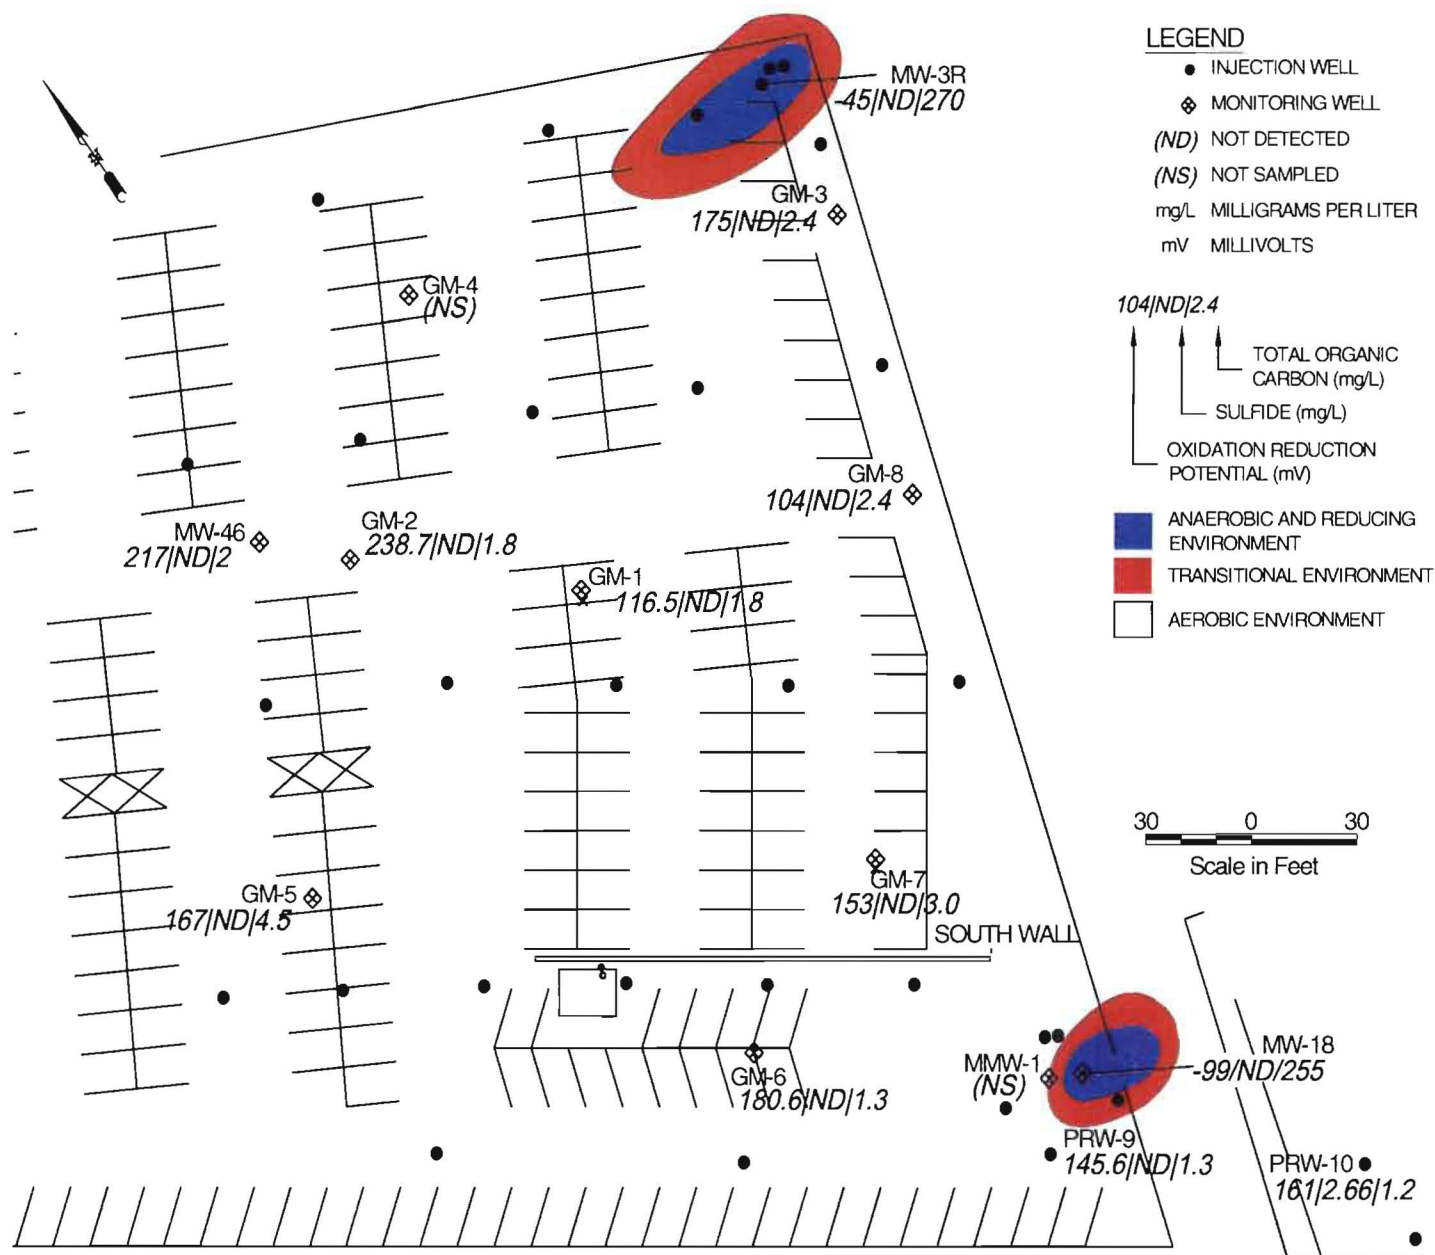 LEGEND
INJECTION WELL
MONITORING WELL
(ND) NOT DETECTED
(NS) NOT SAMPLED
mg/L MILLIGRAMS PER LITER
mV MILLIVOLTS
104|ND|2.4
TOTAL ORGANIC
CARBON (mg/L)
SULFIDE (mg/L)
OXIDATION REDUCTION
POTENTIAL (mV)
ANAEROBIC AND REDUCING
ENVIRONMENT
TRANSITIONAL ENVIRONMENT
AEROBIC ENVIRONMENT
30 0 30
Scale in Feet
MW-3R
-45|ND|270
GM-3
175|ND|2.4
GM-4
(NS)
GM-8
104|ND|2.4
MW-46
217|ND|2
GM-2
238.7|ND|1.8
GM-1
116.5|ND|1.8
GM-7
153|ND|3.0
GM-5
167|ND|4.5
SOUTH WALL
GM-6
180.6|ND|1.3
MMW-1
(NS)
MW-18
-99/ND/255
PRW-9
145.6|ND|1.3
PRW-10
161|2.66|1.2